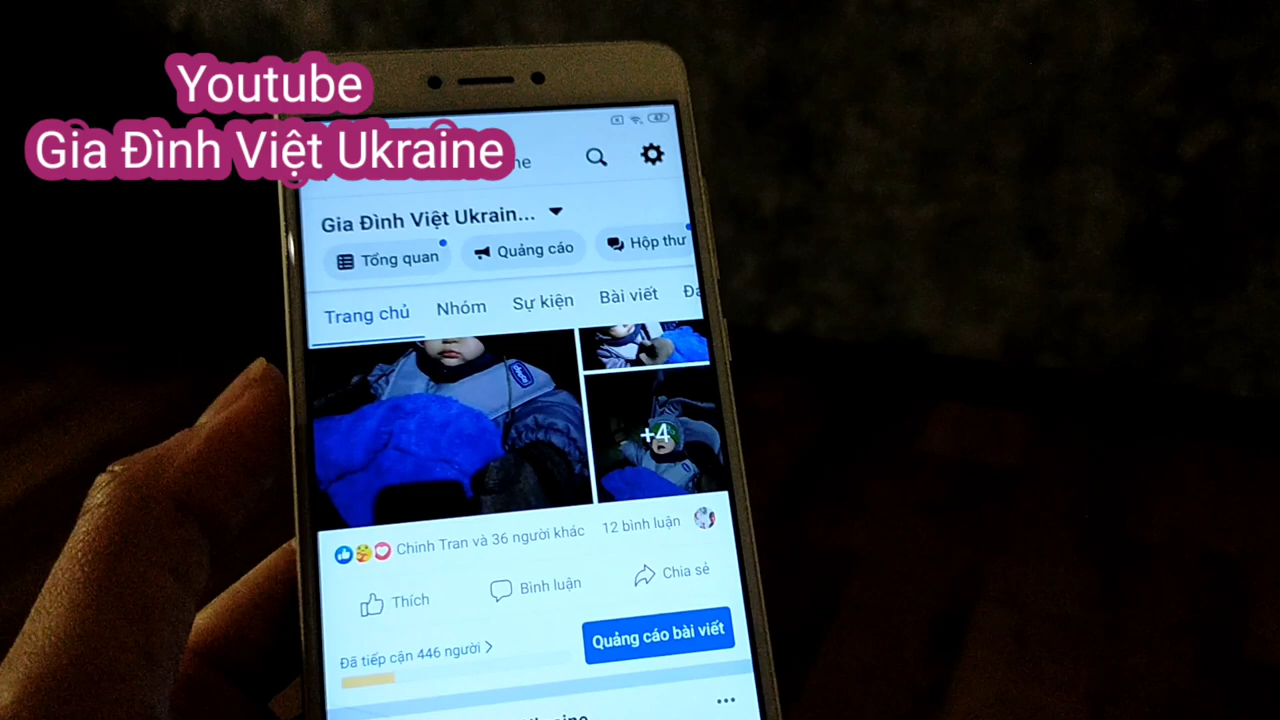 Youtube
Gia Đình Việt Ukraine
ne
47
Gia Đình Việt Ukrain...
Tổng quan
Quảng cáo
Hộp thư
Trang chủ
Nhóm
Sự kiện
Bài viết
+4
Chinh Tran và 36 người khác
12 bình luận
Thích
Bình luận
Chia sẻ
Đã tiếp cận 446 người
Quảng cáo bài viết